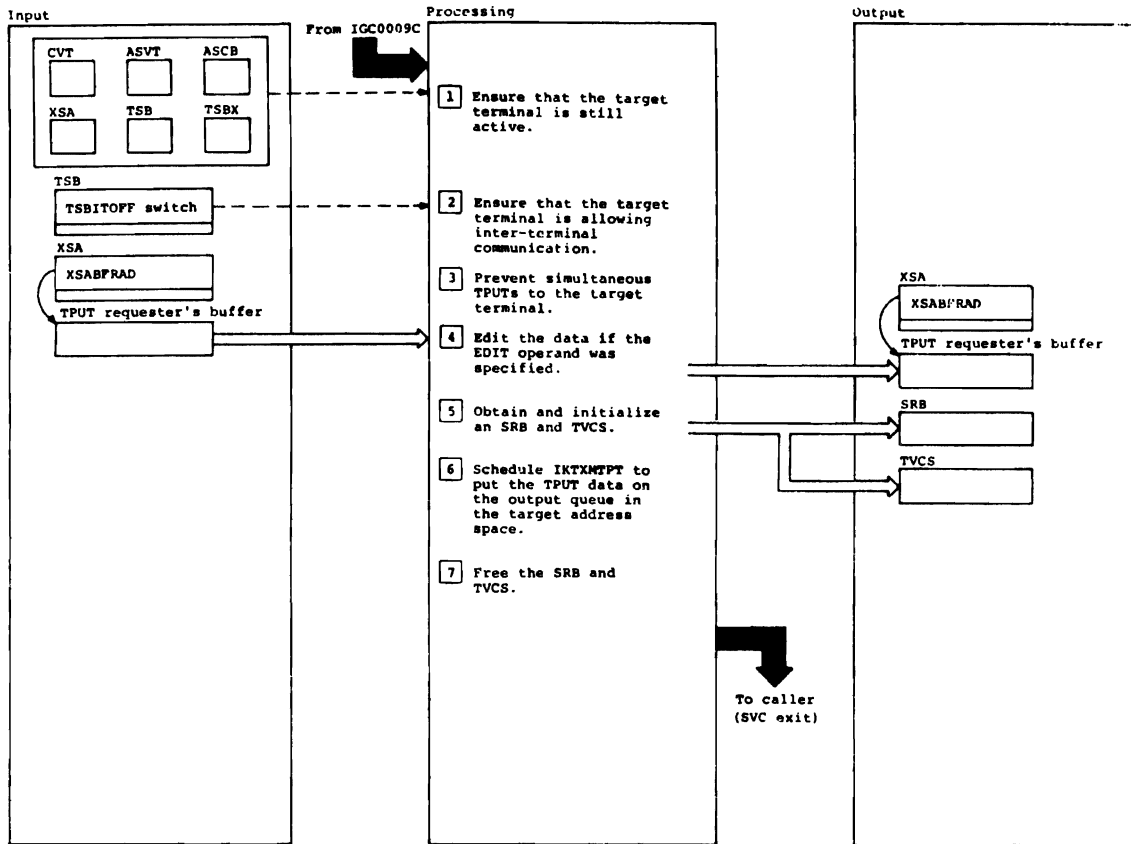 Input
Processing
Output
From IGC0009C
CVT ASVT ASCB
XSA TSB TSBX
TSB
TSBITOFF switch
XSA
XSABFRAD
TPUT requester's buffer
1 Ensure that the target
terminal is still
active.
2 Ensure that the target
terminal is allowing
inter-terminal
communication.
3 Prevent simultaneous
TPUTs to the target
terminal.
4 Edit the data if the
EDIT operand was
specified.
5 Obtain and initialize
an SRB and TVCS.
6 Schedule IKTXMTPT to
put the TPUT data on
the output queue in
the target address
space.
7 Free the SRB and
TVCS.
To caller
(SVC exit)
XSA
XSABFRAD
TPUT requester's buffer
SRB
TVCS